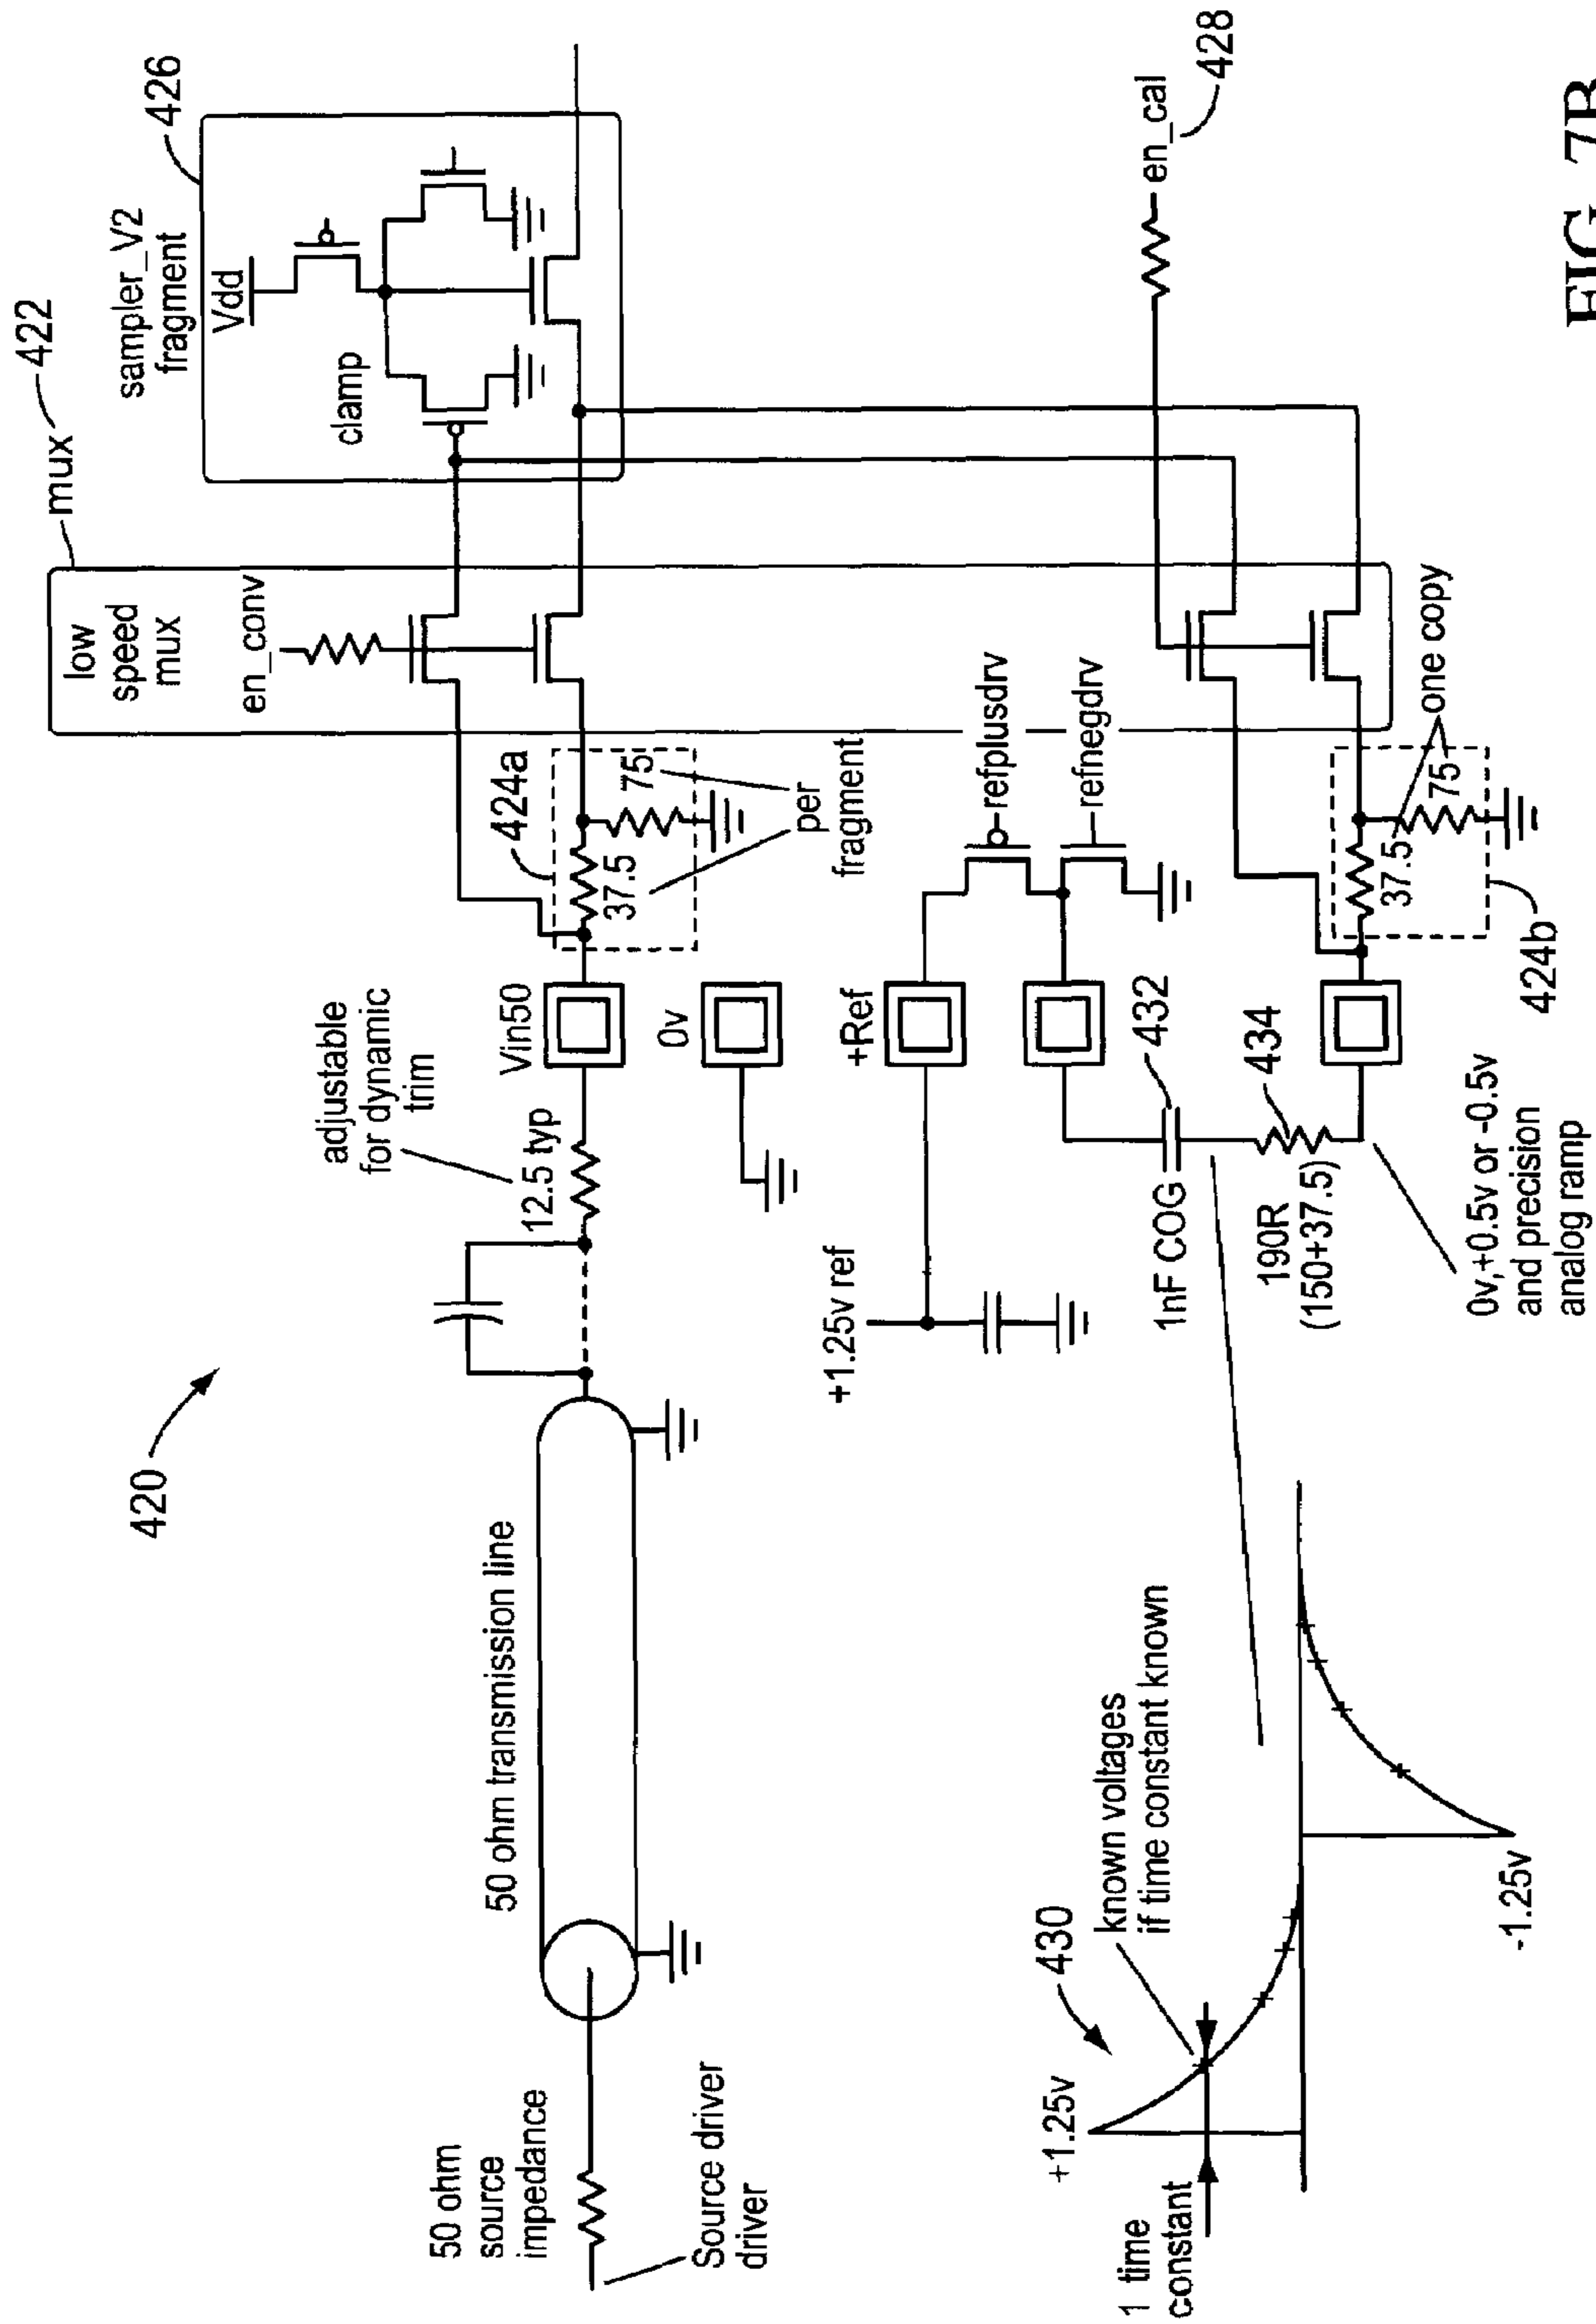 420
422
mux
low
speed
mux
en_conv
sampler_V2
fragment
426
Vdd
clamp
50 ohm
source
impedance
Source driver
driver
50 ohm transmission line
adjustable
for dynamic
trim
12.5 typ
Vin50
0v
424a
37.5
75
per
fragment
+1.25v ref
+Ref
refplusdrv
refnegdrv
en_cal
428
1nF COG
432
190R
(150+37.5)
434
0v,+0.5v or -0.5v
and precision
analog ramp
37.5
75
one copy
424b
430
+1.25v
1 time
constant
known voltages
if time constant known
-1.25v
FIG. 7B